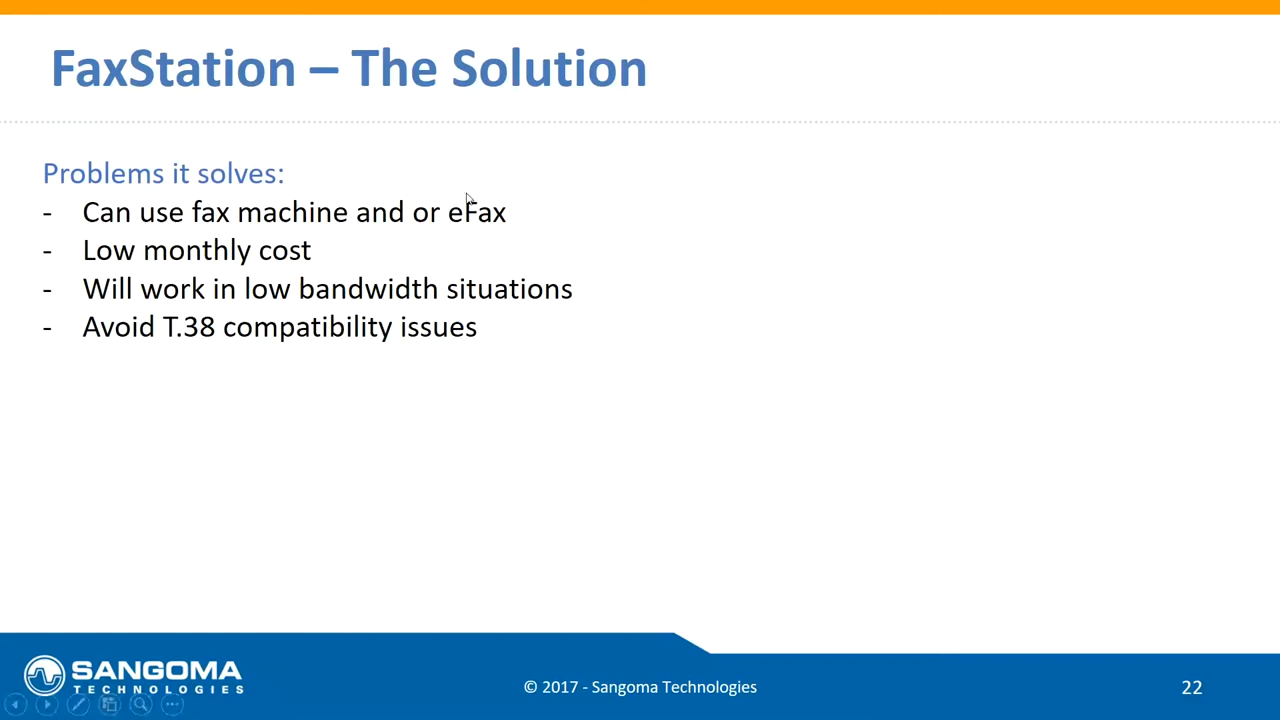 FaxStation – The Solution
Problems it solves:
- Can use fax machine and or eFax
- Low monthly cost
- Will work in low bandwidth situations
- Avoid T.38 compatibility issues
SANGOMA
TECHNOLOGIES
© 2017 - Sangoma Technologies
22